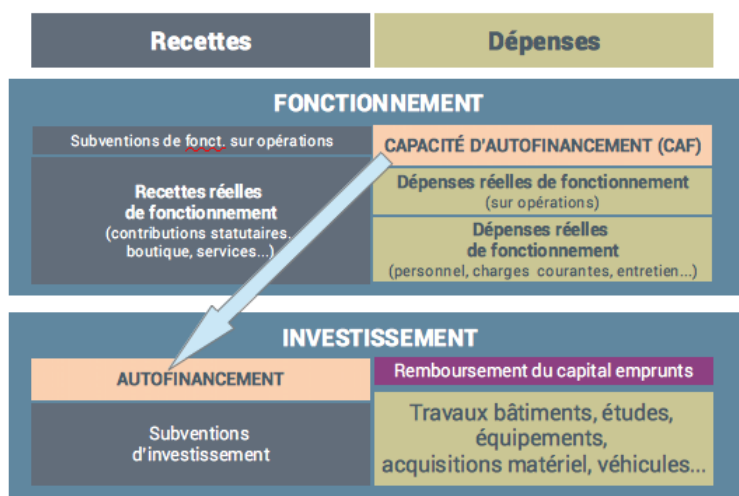 Recettes
Dépenses
FONCTIONNEMENT
Subventions de fonct. sur opérations
Recettes réelles
de fonctionnement
(contributions statutaires.
boutique, services...)
CAPACITÉ D'AUTOFINANCEMENT (CAF)
Dépenses réelles de fonctionnement
(sur opérations)
Dépenses réelles
de fonctionnement
(personnel, charges courantes, entretien...)
INVESTISSEMENT
AUTOFINANCEMENT
Subventions
d'investissement
Remboursement du capital emprunts
Travaux bâtiments, études,
équipements,
acquisitions matériel, véhicules...